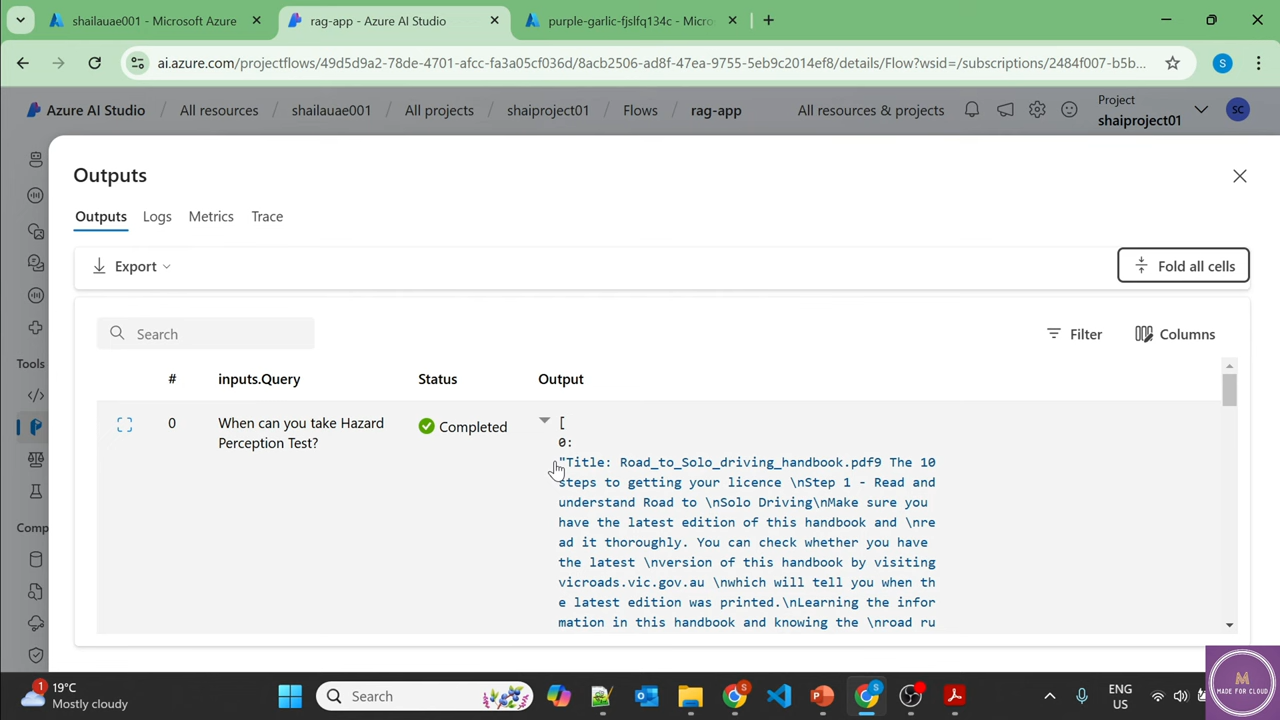 shailauae001 - Microsoft Azure
rag-app - Azure AI Studio
purple-garlic-fjslfq134c - Micro
ai.azure.com/projectflows/49d5d9a2-78de-4701-afcc-fa3a05cf036d/8acb2506-ad8f-47ea-9755-5eb9c2014ef8/details/Flow?wsid=/subscriptions/2484f007-b5b...
S
Azure AI Studio / All resources / shailauae001 / All projects / shaiproject01 / Flows / rag-app
All resources & projects
Project
shaiproject01
SC
Outputs
Outputs Logs Metrics Trace
Export
Fold all cells
Search
Filter
Columns
# inputs.Query Status Output
0
When can you take Hazard
Perception Test?
Completed
[
0:
"Title: Road_to_Solo_driving_handbook.pdf9 The 10
steps to getting your licence \nStep 1 - Read and
understand Road to \nSolo Driving\nMake sure you
have the latest edition of this handbook and \nre
ad it thoroughly. You can check whether you have
the latest \nversion of this handbook by visiting
vicroads.vic.gov.au \nwhich will tell you when th
e latest edition was printed.\nLearning the infor
mation in this handbook and knowing the \nroad ru
Tools
Comp
1
19°C
Mostly cloudy
Search
S
S
ENG
US
M
MADE FOR CLOUD